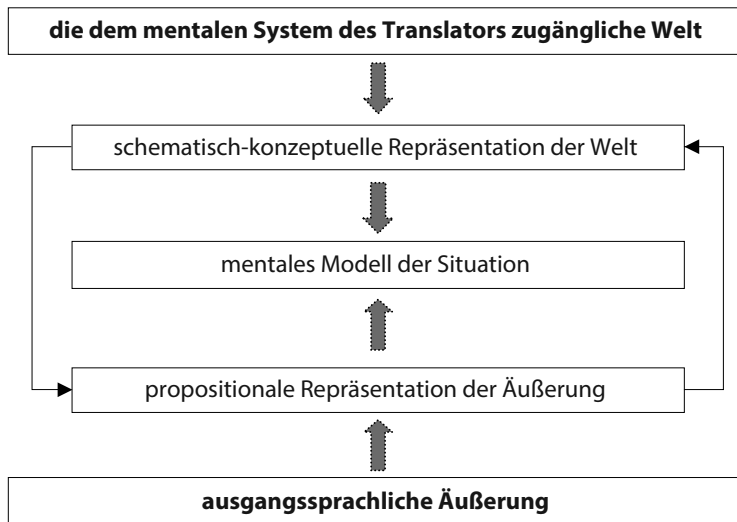 die dem mentalen System des Translators zugängliche Welt
schematisch-konzeptuelle Repräsentation der Welt
mentales Modell der Situation
propositionale Repräsentation der Äußerung
ausgangssprachliche Äußerung